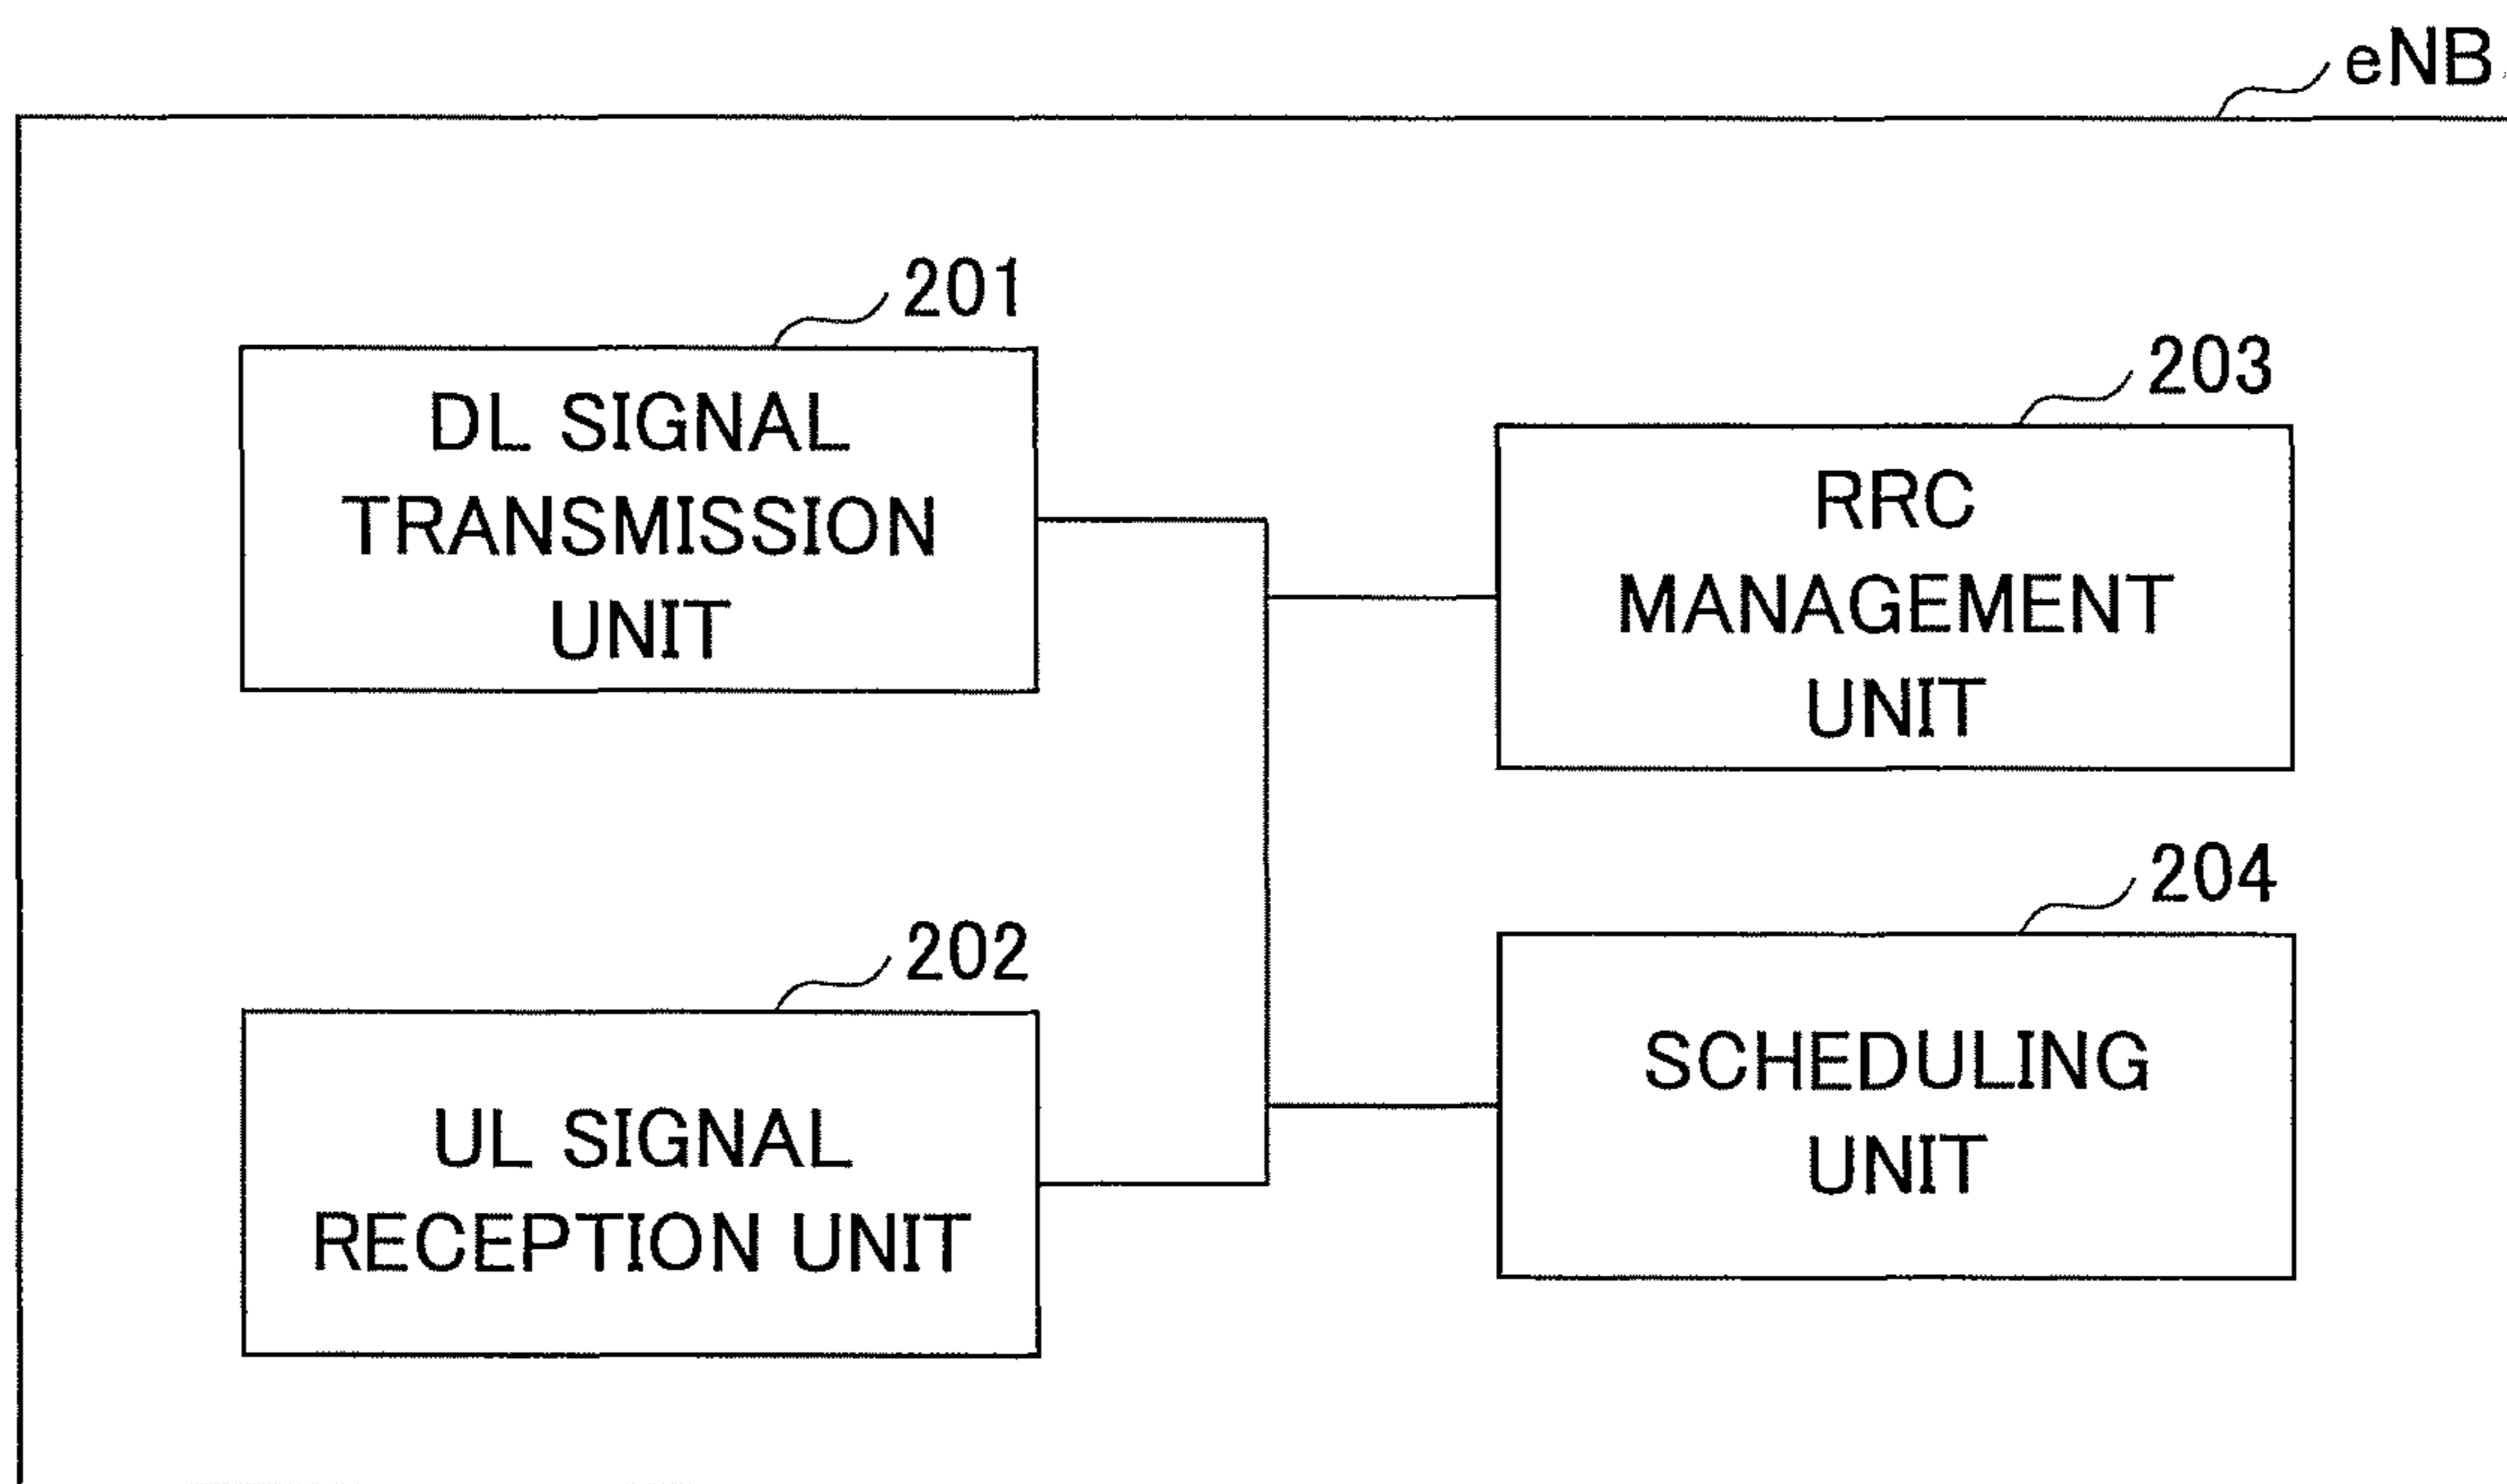 eNB
201
DL SIGNAL
TRANSMISSION
UNIT
203
RRC
MANAGEMENT
UNIT
202
UL SIGNAL
RECEPTION UNIT
204
SCHEDULING
UNIT